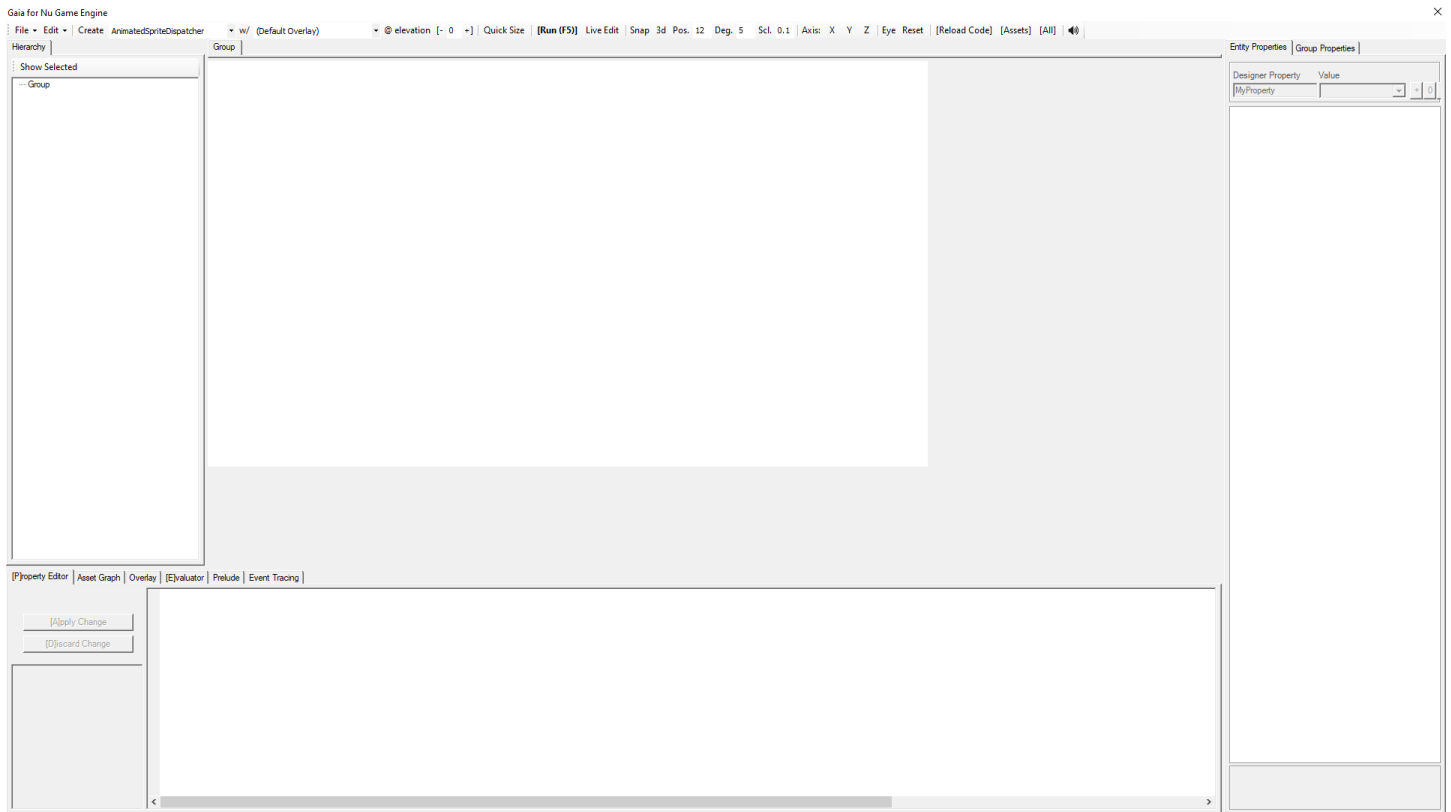 Gaia for Nu Game Engine
File Edit Create AnimatedSpriteDispatcher w/ (Default Overlay) @ elevation [- 0 +] Quick Size [Run (F5)] Live Edit Snap 3d Pos. 12 Deg. 5 Scl. 0.1 Axis: X Y Z Eye Reset [Reload Code] [Assets] [All]
Hierarchy Group Entity Properties Group Properties
Show Selected
Group
Designer Property Value
MyProperty + 0
[P]roperty Editor Asset Graph Overlay [E]valuator Prelude Event Tracing
[A]pply Change
[D]iscard Change